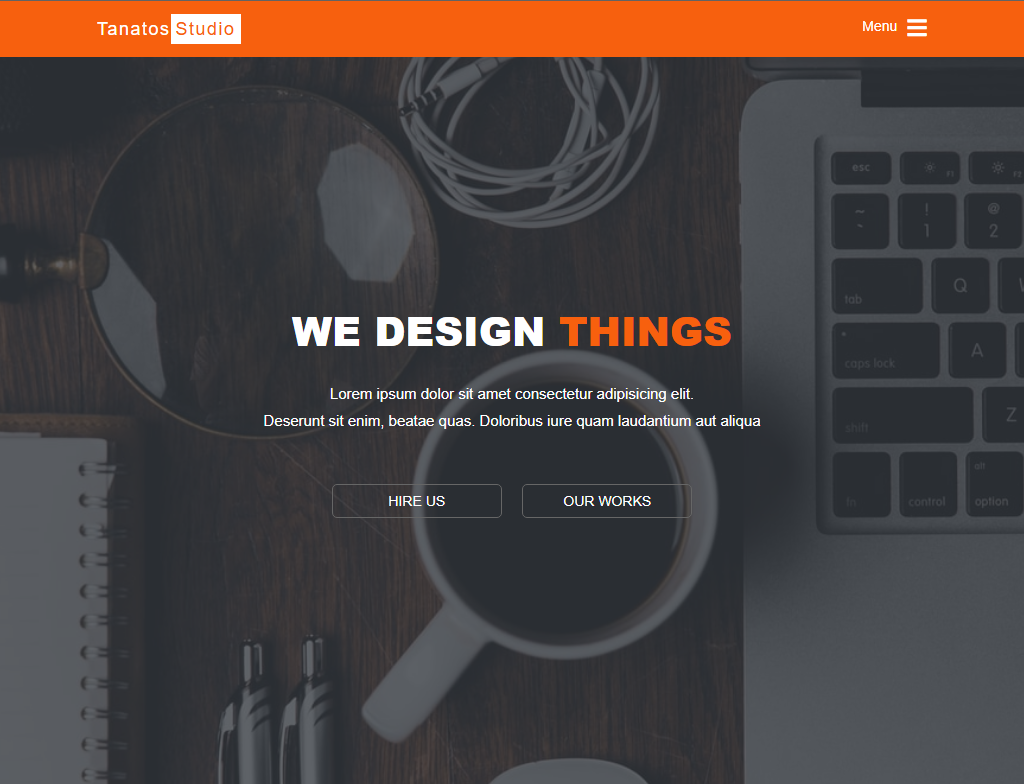 Tanatos Studio
Menu
esc
F1
F2
~
`
!
1
@
2
tab
Q
W
caps lock
A
shift
Z
fn
control
alt
option
WE DESIGN THINGS
Lorem ipsum dolor sit amet consectetur adipisicing elit.
Deserunt sit enim, beatae quas. Doloribus iure quam laudantium aut aliqua
HIRE US
OUR WORKS